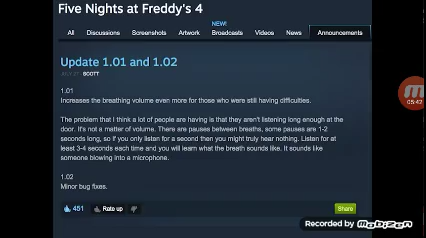 Five Nights at Freddy's 4
NEW!
All Discussions Screenshots Artwork Broadcasts Videos News Announcements
Update 1.01 and 1.02
JULY 27 - SCOTT
1.01
Increases the breathing volume even more for those who were still having difficulties.
The problem that I think a lot of people are having is that they aren't listening long enough at the
door. It's not a matter of volume. There are pauses between breaths, some pauses are 1-2
seconds long, so if you only listen for a second then you might truly hear nothing. Listen for at
least 3-4 seconds each time and you will learn what the breath sounds like. It sounds like
someone blowing into a microphone.
1.02
Minor bug fixes.
451 Rate up Share
05:42
Recorded by Mobizen